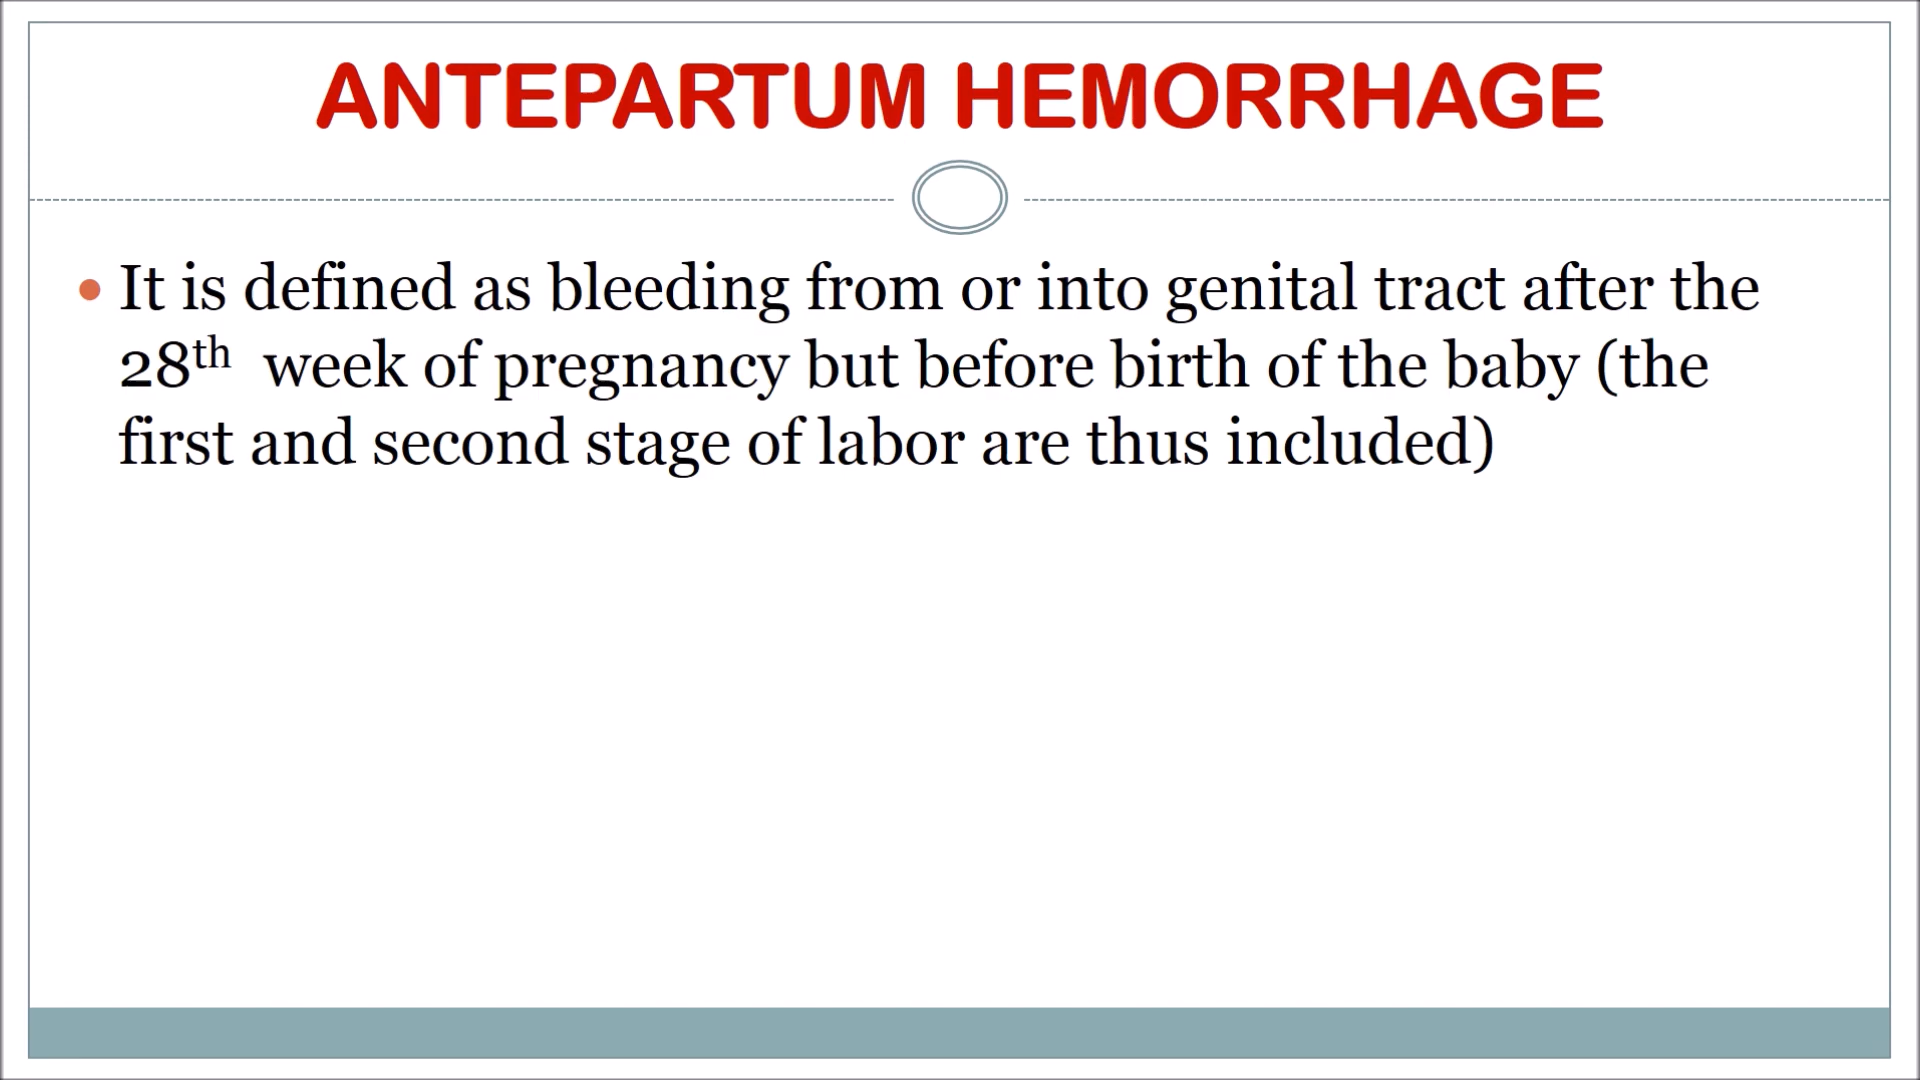 ANTEPARTUM HEMORRHAGE
• It is defined as bleeding from or into genital tract after the
28th week of pregnancy but before birth of the baby (the
first and second stage of labor are thus included)